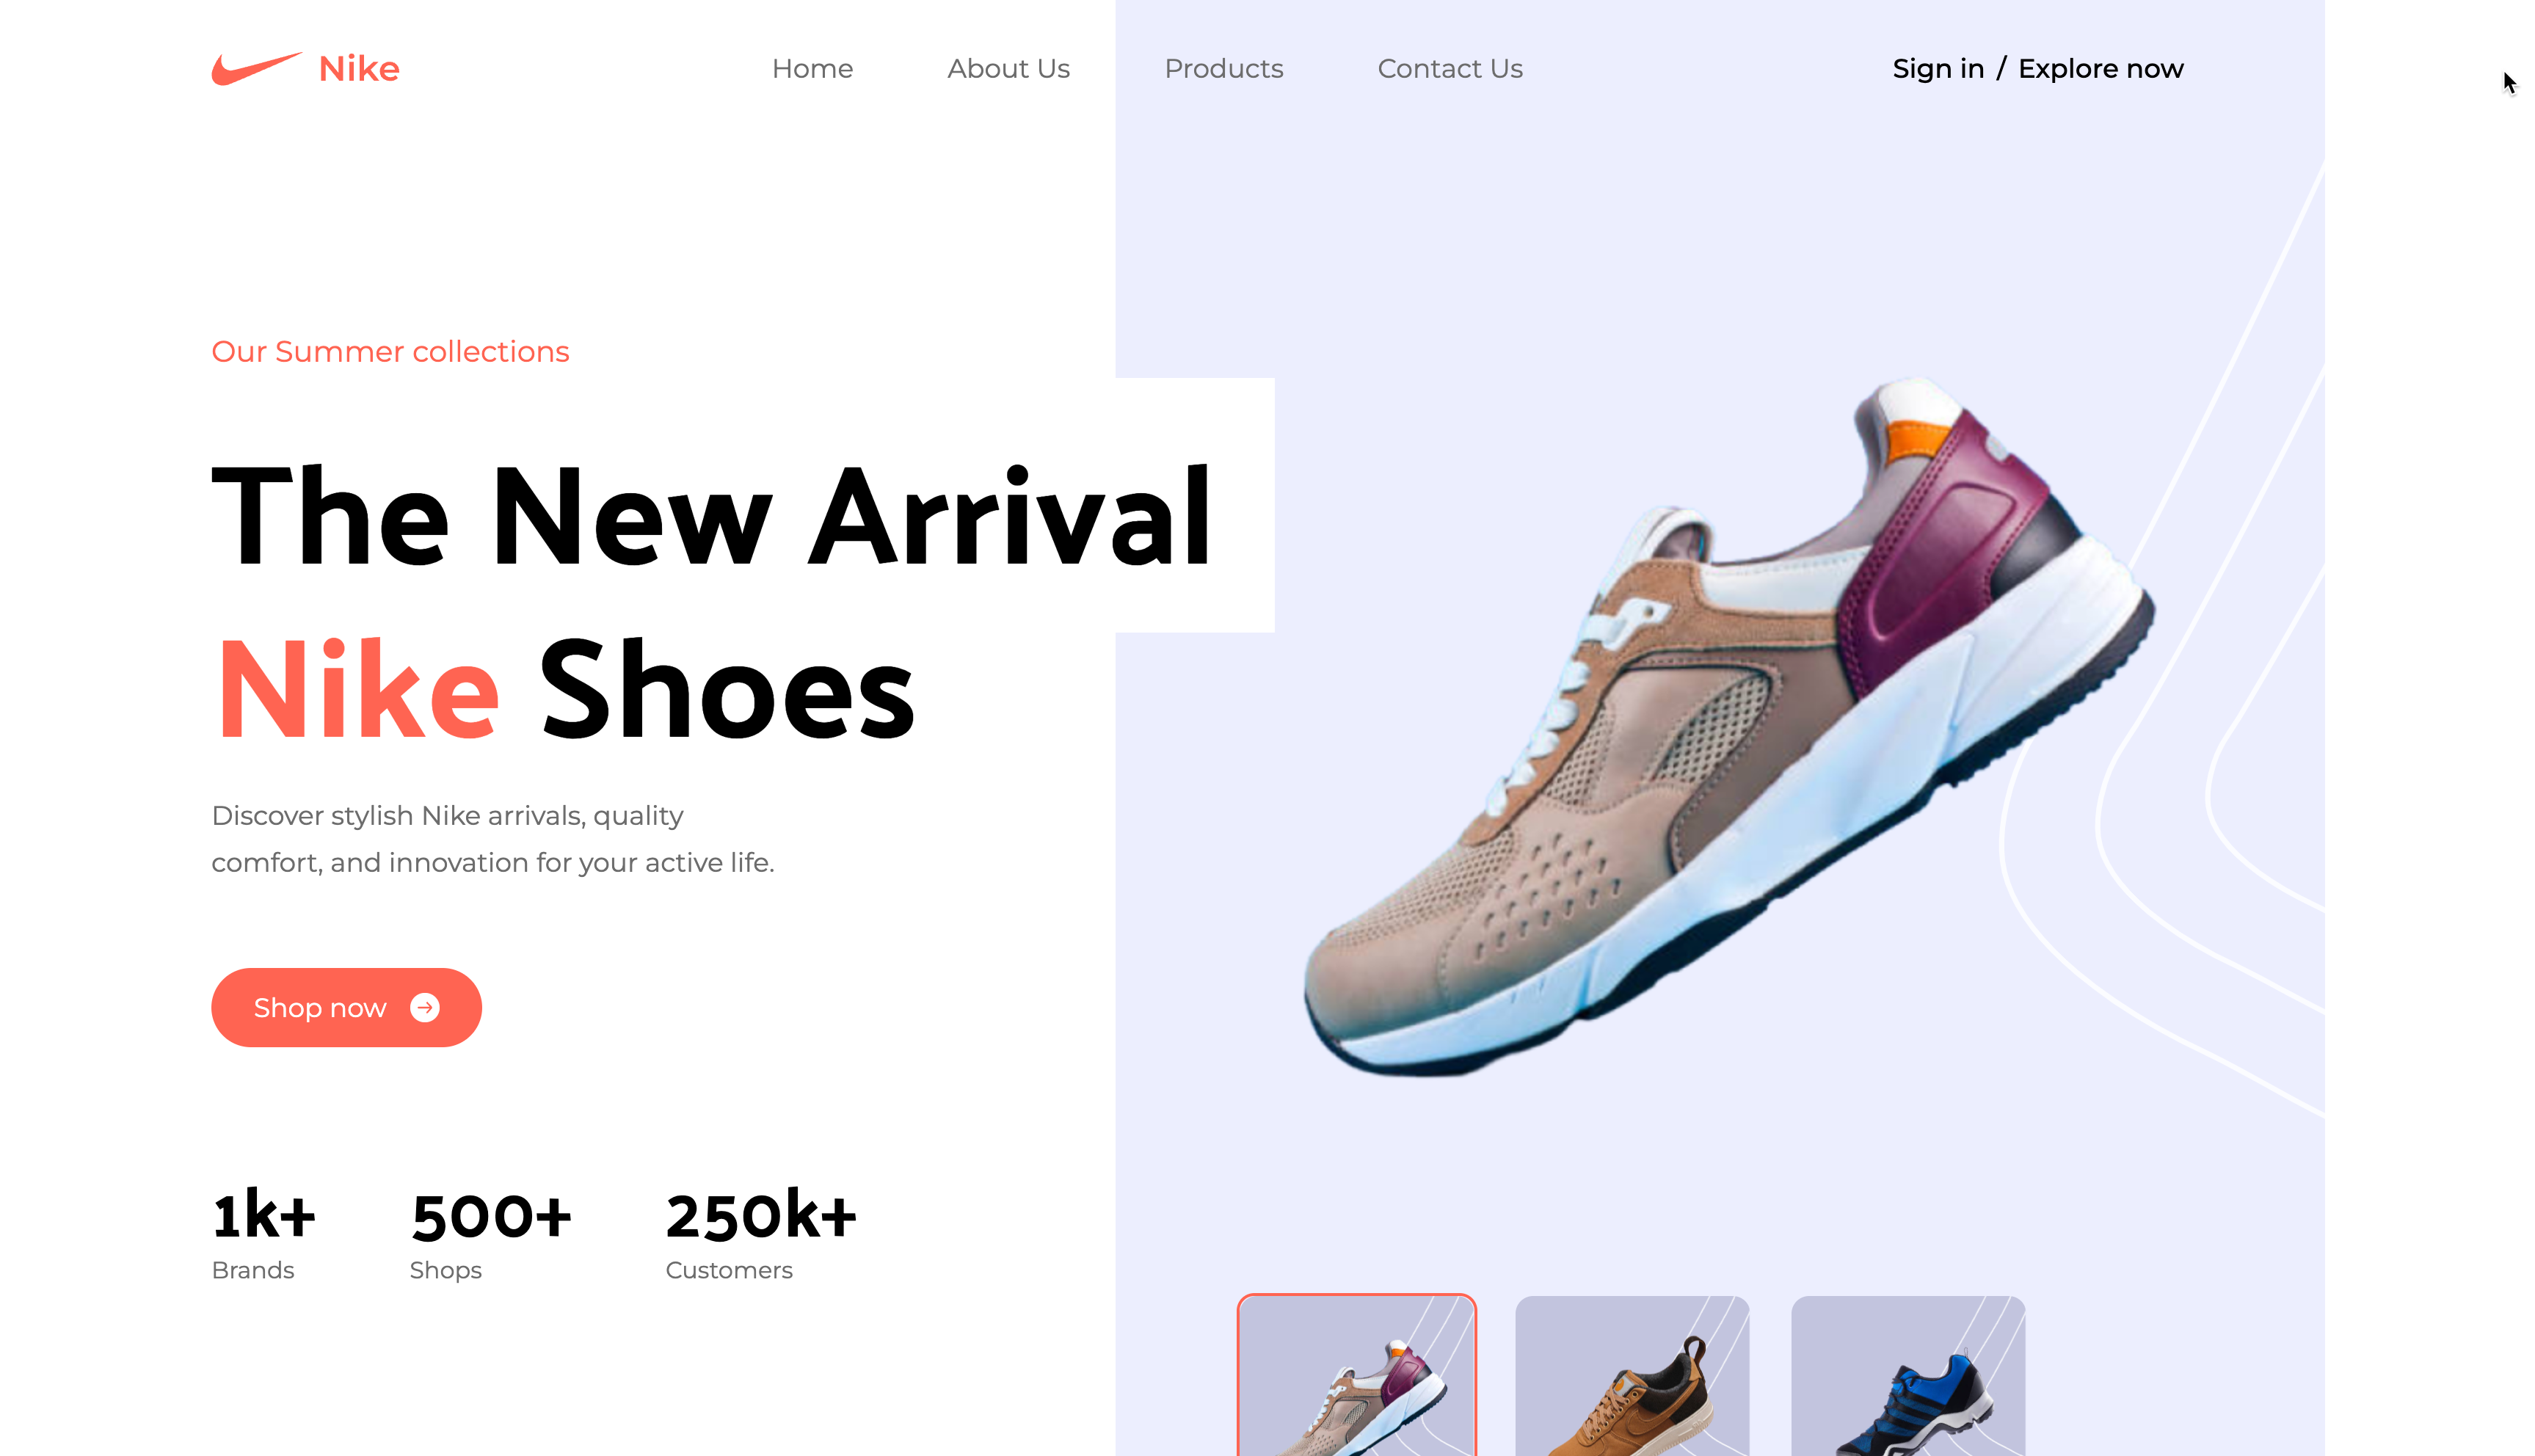 Nike
Home
About Us
Products
Contact Us
Sign in / Explore now
Our Summer collections
The New Arrival
Nike Shoes
Discover stylish Nike arrivals, quality
comfort, and innovation for your active life.
Shop now
1k+
Brands
500+
Shops
250k+
Customers